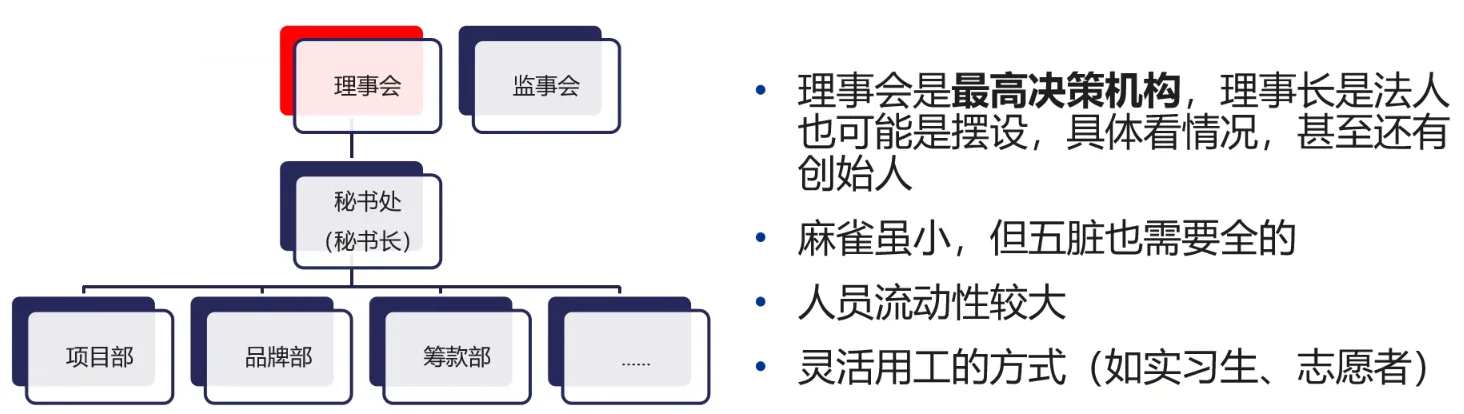 理事会
监事会
秘书处
（秘书长）
项目部
品牌部
筹款部
......
• 理事会是最高决策机构，理事长是法人
也可能是摆设，具体看情况，甚至还有
创始人
• 麻雀虽小，但五脏也需要全的
• 人员流动性较大
• 灵活用工的方式（如实习生、志愿者）